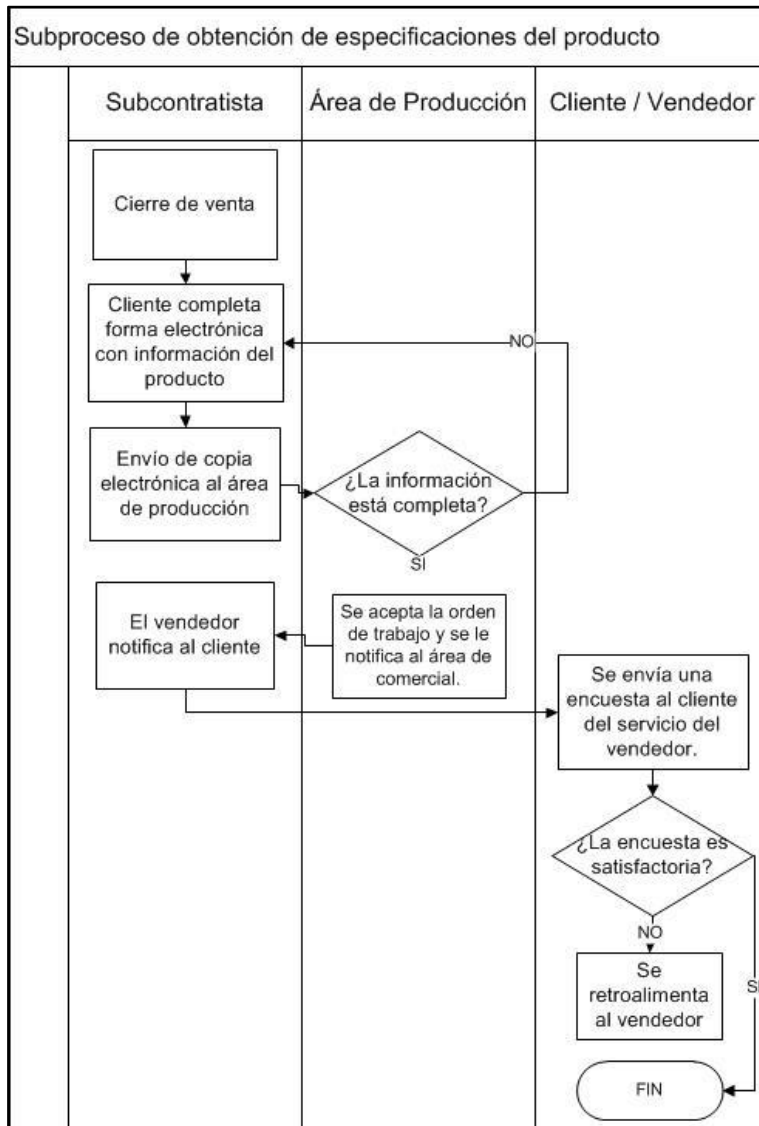 Subproceso de obtención de especificaciones del producto
Subcontratista
Área de Producción
Cliente / Vendedor
Cierre de venta
Cliente completa
forma electrónica
con información del
producto
NO
Envío de copia
electrónica al área
de producción
¿La información
está completa?
SI
El vendedor
notifica al cliente
Se acepta la orden
de trabajo y se le
notifica al área de
comercial.
Se envía una
encuesta al cliente
del servicio del
vendedor.
¿La encuesta es
satisfactoria?
NO
Se
retroalimenta
al vendedor
SI
FIN